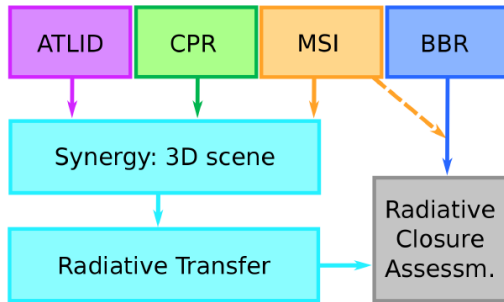 ATLID
CPR
MSI
BBR
Synergy: 3D scene
Radiative Transfer
Radiative
Closure
Assessm.